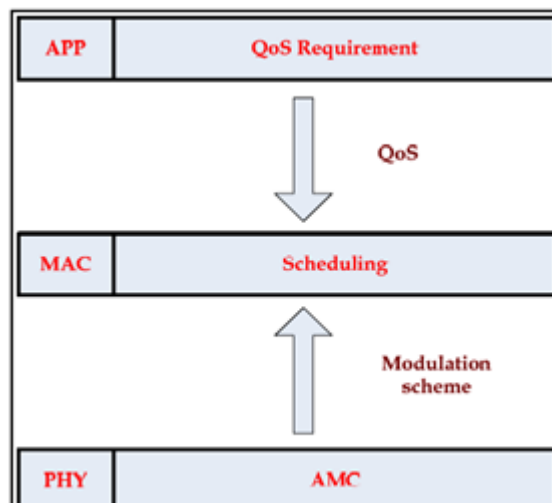 APP QoS Requirement
QoS
MAC Scheduling
Modulation
scheme
PHY AMC